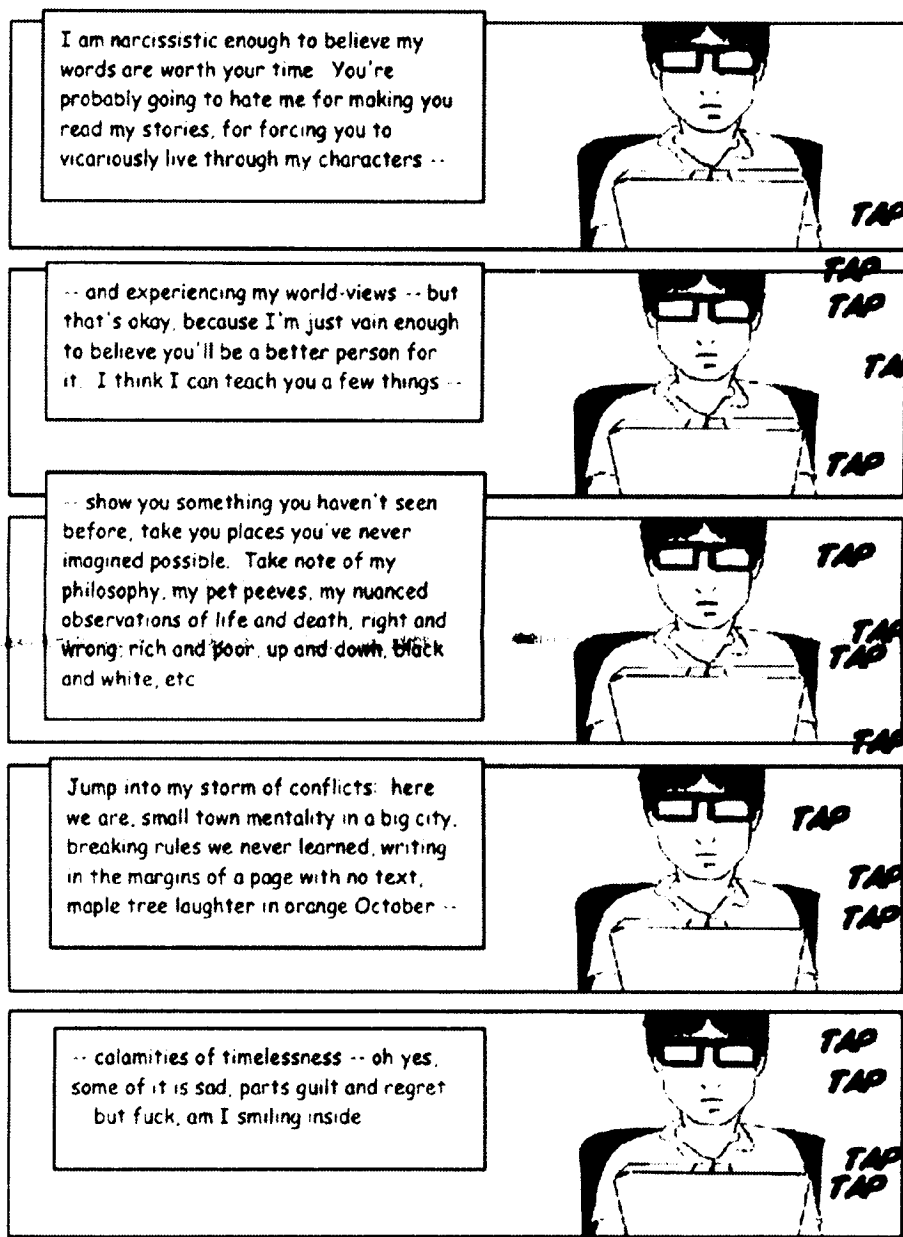 I am narcissistic enough to believe my
words are worth your time You're
probably going to hate me for making you
read my stories, for forcing you to
vicariously live through my characters --
TAP
TAP
-- and experiencing my world-views -- but
that's okay, because I'm just vain enough
to believe you'll be a better person for
it. I think I can teach you a few things --
TAP
TA
TAP
-- show you something you haven't seen
before, take you places you've never
imagined possible. Take note of my
philosophy, my pet peeves, my nuanced
observations of life and death, right and
wrong; rich and poor, up and down, black
and white, etc
TAP
TAP
TAP
TAP
Jump into my storm of conflicts: here
we are, small town mentality in a big city,
breaking rules we never learned, writing
in the margins of a page with no text,
maple tree laughter in orange October --
TAP
TAP
TAP
-- calamities of timelessness -- oh yes,
some of it is sad, parts guilt and regret
but fuck, am I smiling inside
TAP
TAP
TAP
TAP